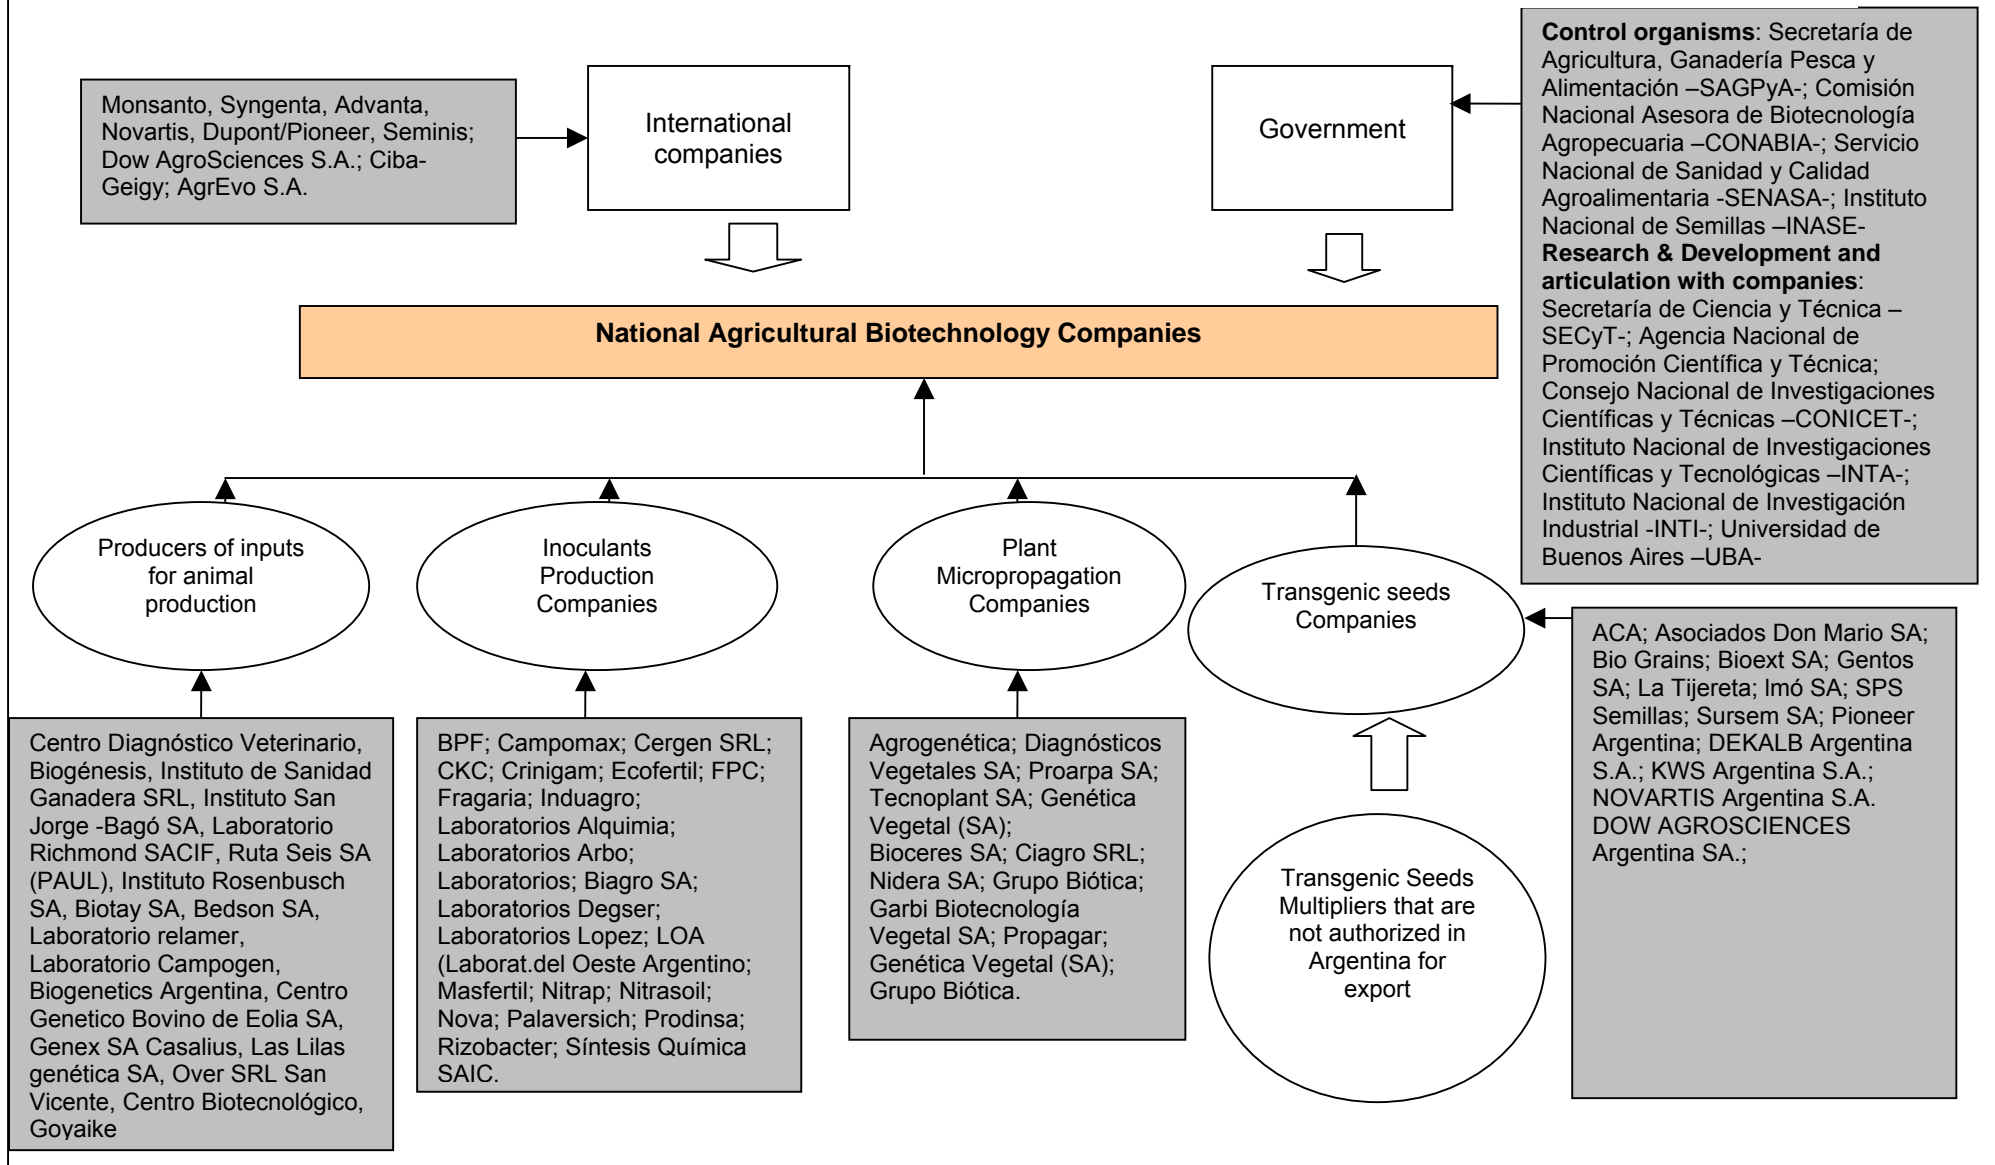 Monsanto, Syngenta, Advanta,
Novartis, Dupont/Pioneer, Seminis;
Dow AgroSciences S.A.; Ciba-
Geigy; AgrEvo S.A.
International
companies
Government
Control organisms: Secretaría de
Agricultura, Ganadería Pesca y
Alimentación –SAGPyA-; Comisión
Nacional Asesora de Biotecnología
Agropecuaria –CONABIA-; Servicio
Nacional de Sanidad y Calidad
Agroalimentaria -SENASA-; Instituto
Nacional de Semillas –INASE-
Research & Development and
articulation with companies:
Secretaría de Ciencia y Técnica –
SECyT-; Agencia Nacional de
Promoción Científica y Técnica;
Consejo Nacional de Investigaciones
Científicas y Técnicas –CONICET-;
Instituto Nacional de Investigaciones
Científicas y Tecnológicas –INTA-;
Instituto Nacional de Investigación
Industrial -INTI-; Universidad de
Buenos Aires –UBA-
National Agricultural Biotechnology Companies
Producers of inputs
for animal
production
Inoculants
Production
Companies
Plant
Micropropagation
Companies
Transgenic seeds
Companies
Centro Diagnóstico Veterinario,
Biogénesis, Instituto de Sanidad
Ganadera SRL, Instituto San
Jorge -Bagó SA, Laboratorio
Richmond SACIF, Ruta Seis SA
(PAUL), Instituto Rosenbusch
SA, Biotay SA, Bedson SA,
Laboratorio relamer,
Laboratorio Campogen,
Biogenetics Argentina, Centro
Genetico Bovino de Eolia SA,
Genex SA Casalius, Las Lilas
genética SA, Over SRL San
Vicente, Centro Biotecnológico,
Goyaike
BPF; Campomax; Cergen SRL;
CKC; Crinigam; Ecofertil; FPC;
Fragaria; Induagro;
Laboratorios Alquimia;
Laboratorios Arbo;
Laboratorios; Biagro SA;
Laboratorios Degser;
Laboratorios Lopez; LOA
(Laborat.del Oeste Argentino;
Masfertil; Nitrap; Nitrasoil;
Nova; Palaversich; Prodinsa;
Rizobacter; Síntesis Química
SAIC.
Agrogenética; Diagnósticos
Vegetales SA; Proarpa SA;
Tecnoplant SA; Genética
Vegetal (SA);
Bioceres SA; Ciagro SRL;
Nidera SA; Grupo Biótica;
Garbi Biotecnología
Vegetal SA; Propagar;
Genética Vegetal (SA);
Grupo Biótica.
Transgenic Seeds
Multipliers that are
not authorized in
Argentina for
export
ACA; Asociados Don Mario SA;
Bio Grains; Bioext SA; Gentos
SA; La Tijereta; Imó SA; SPS
Semillas; Sursem SA; Pioneer
Argentina; DEKALB Argentina
S.A.; KWS Argentina S.A.;
NOVARTIS Argentina S.A.
DOW AGROSCIENCES
Argentina SA.;